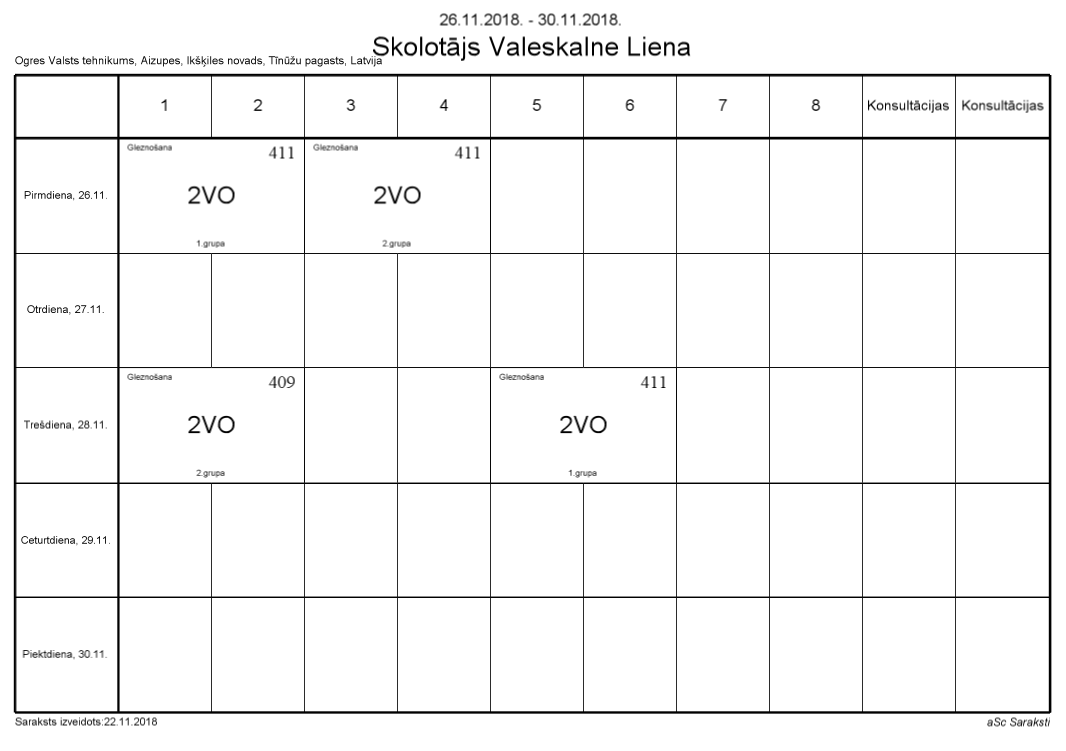 26.11.2018. - 30.11.2018.
Skolotājs Valeskalne Liena
Ogres Valsts tehnikums, Aizupes, Ikšķiles novads, Tīnūžu pagasts, Latvija
1 2 3 4 5 6 7 8 Konsultācijas Konsultācijas
Gleznošana 411 Gleznošana 411
Pirmdiena, 26.11. 2VO 2VO
1.grupa 2.grupa
Otrdiena, 27.11.
Gleznošana 409 Gleznošana 411
Trešdiena, 28.11. 2VO 2VO
2.grupa 1.grupa
Ceturtdiena, 29.11.
Piektdiena, 30.11.
Saraksts izveidots:22.11.2018 aSc Saraksti